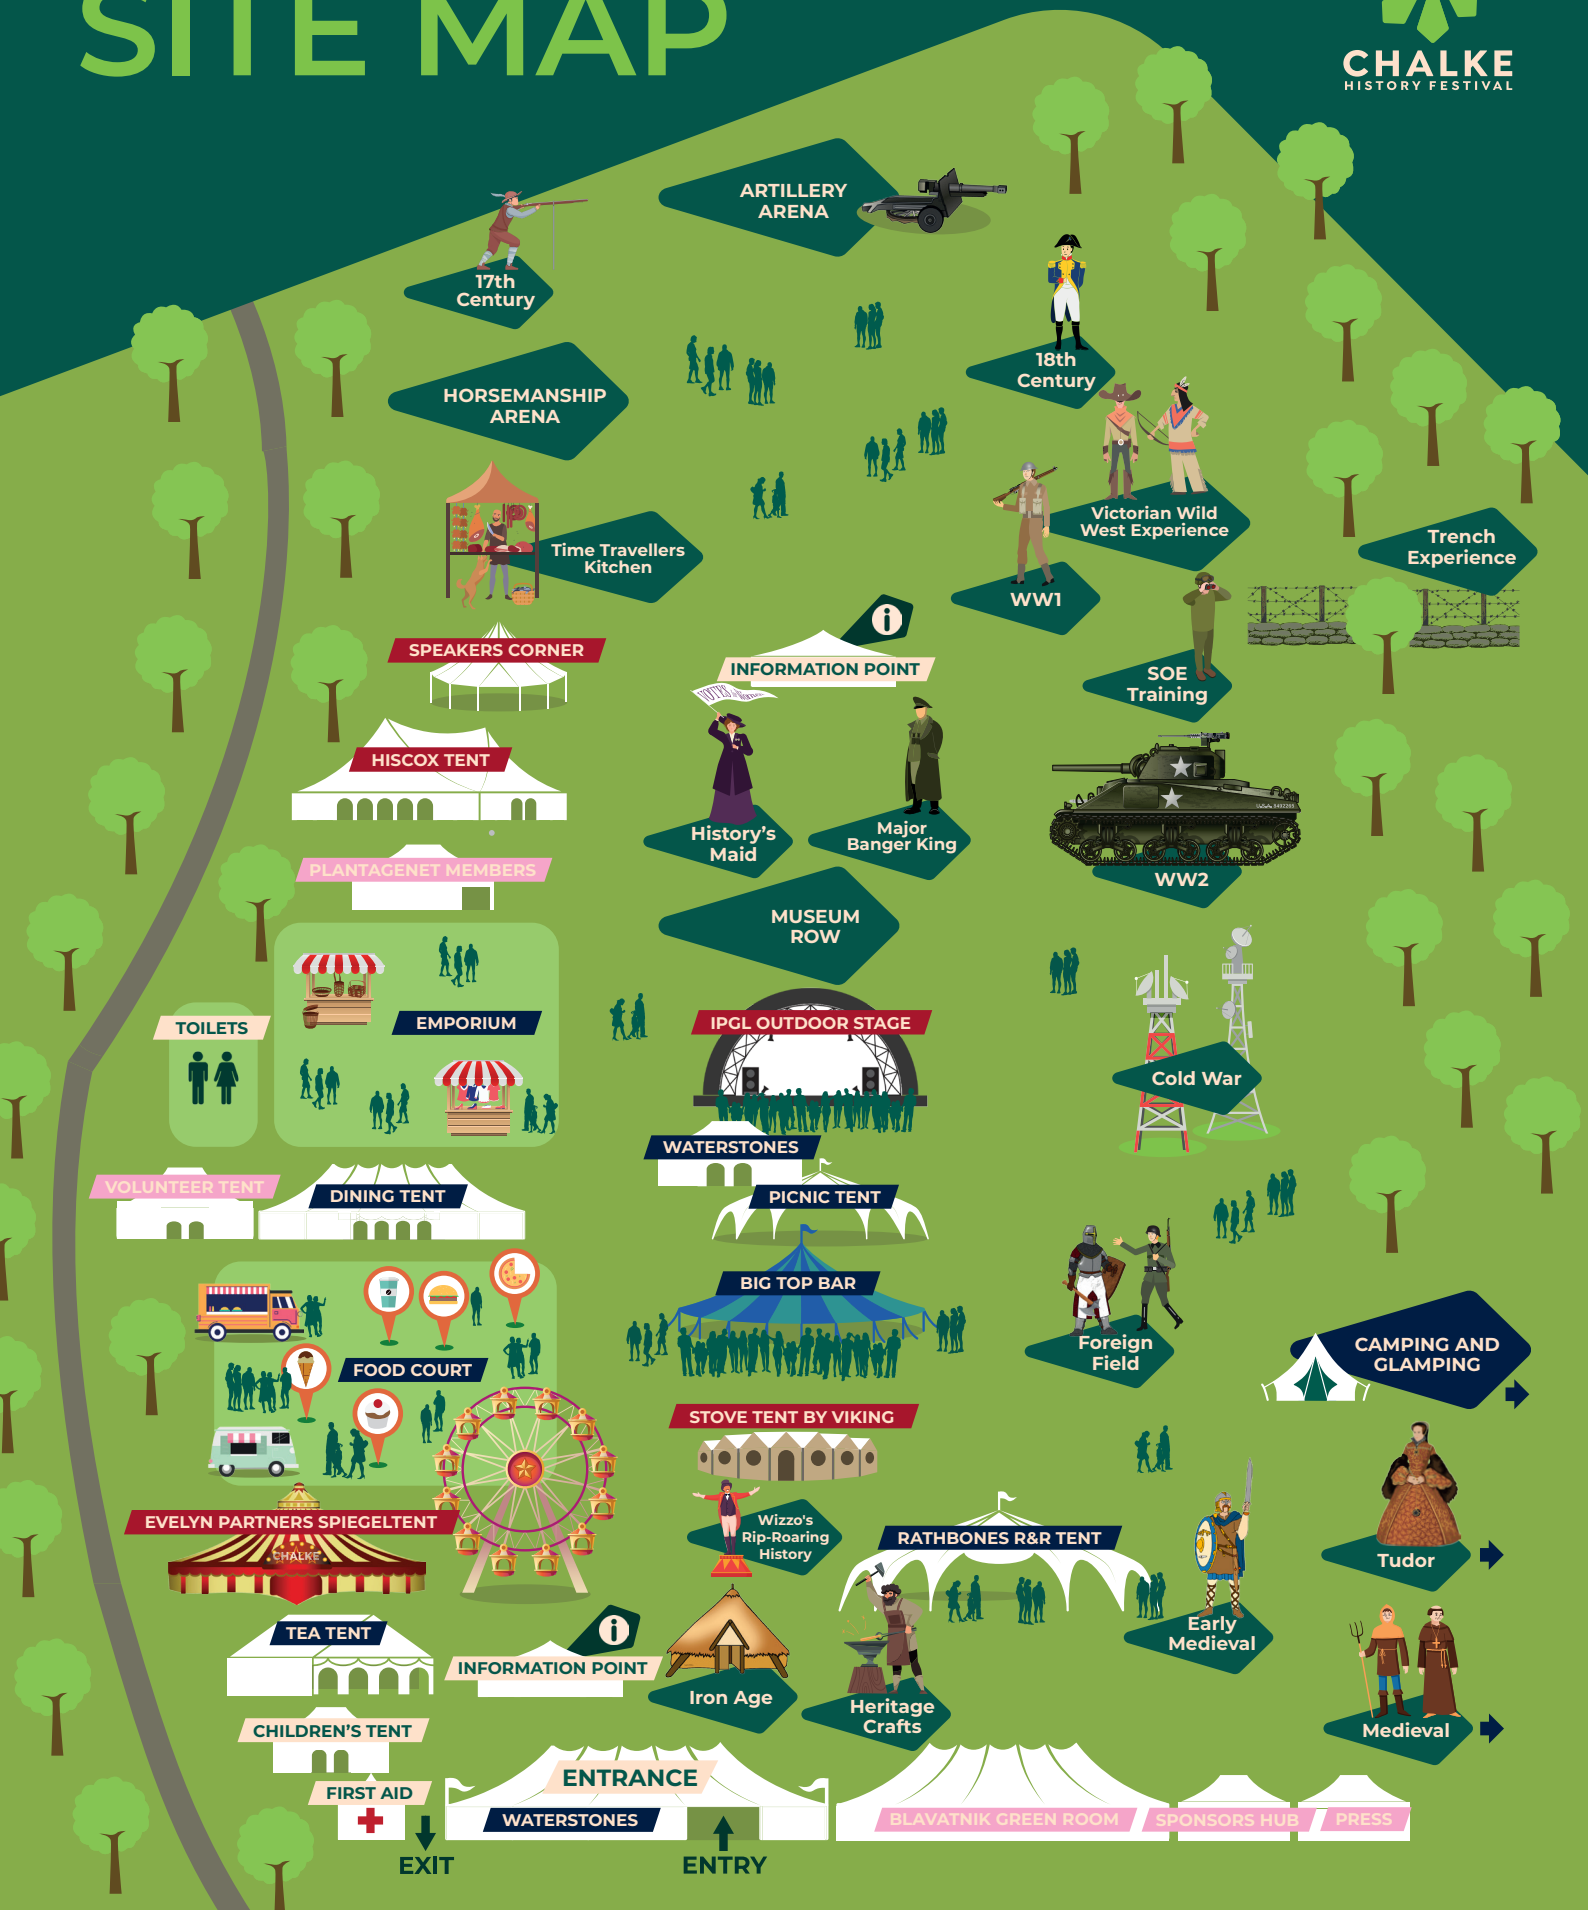 SITE MAP
CHALKE
HISTORY FESTIVAL
ARTILLERY
ARENA
17th
Century
18th
Century
HORSEMANSHIP
ARENA
Victorian Wild
West Experience
Trench
Experience
Time Travellers
Kitchen
WW1
SPEAKERS CORNER
i
INFORMATION POINT
SOE
Training
VOTES
HISCOX TENT
History's
Maid
Major
Banger King
WW2
PLANTAGENET MEMBERS
MUSEUM
ROW
TOILETS
EMPORIUM
IPGL OUTDOOR STAGE
Cold War
WATERSTONES
VOLUNTEER TENT
DINING TENT
PICNIC TENT
BIG TOP BAR
Foreign
Field
CAMPING AND
GLAMPING
FOOD COURT
STOVE TENT BY VIKING
EVELYN PARTNERS SPIEGELTENT
CHALKE
Wizzo's
Rip-Roaring
History
RATHBONES R&R TENT
Tudor
TEA TENT
i
INFORMATION POINT
Early
Medieval
Iron Age
Heritage
Crafts
Medieval
CHILDREN'S TENT
FIRST AID
ENTRANCE
WATERSTONES
BLAVATNIK GREEN ROOM
SPONSORS HUB
PRESS
EXIT
ENTRY